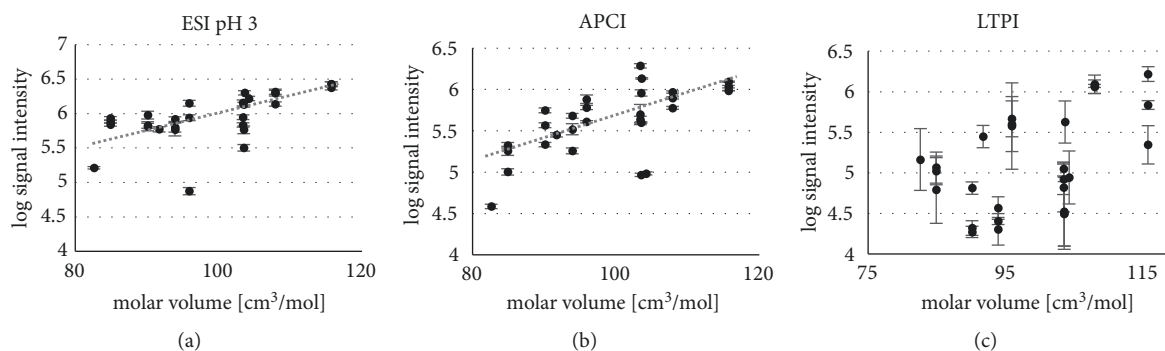 ESI pH 3
log signal intensity
7
6.5
6
5.5
5
4.5
4
80 100 120
molar volume [cm³/mol]
(a)
APCI
log signal intensity
6.5
6
5.5
5
4.5
4
80 100 120
molar volume [cm³/mol]
(b)
LTPI
log signal intensity
6.5
6
5.5
5
4.5
4
75 95 115
molar volume [cm³/mol]
(c)